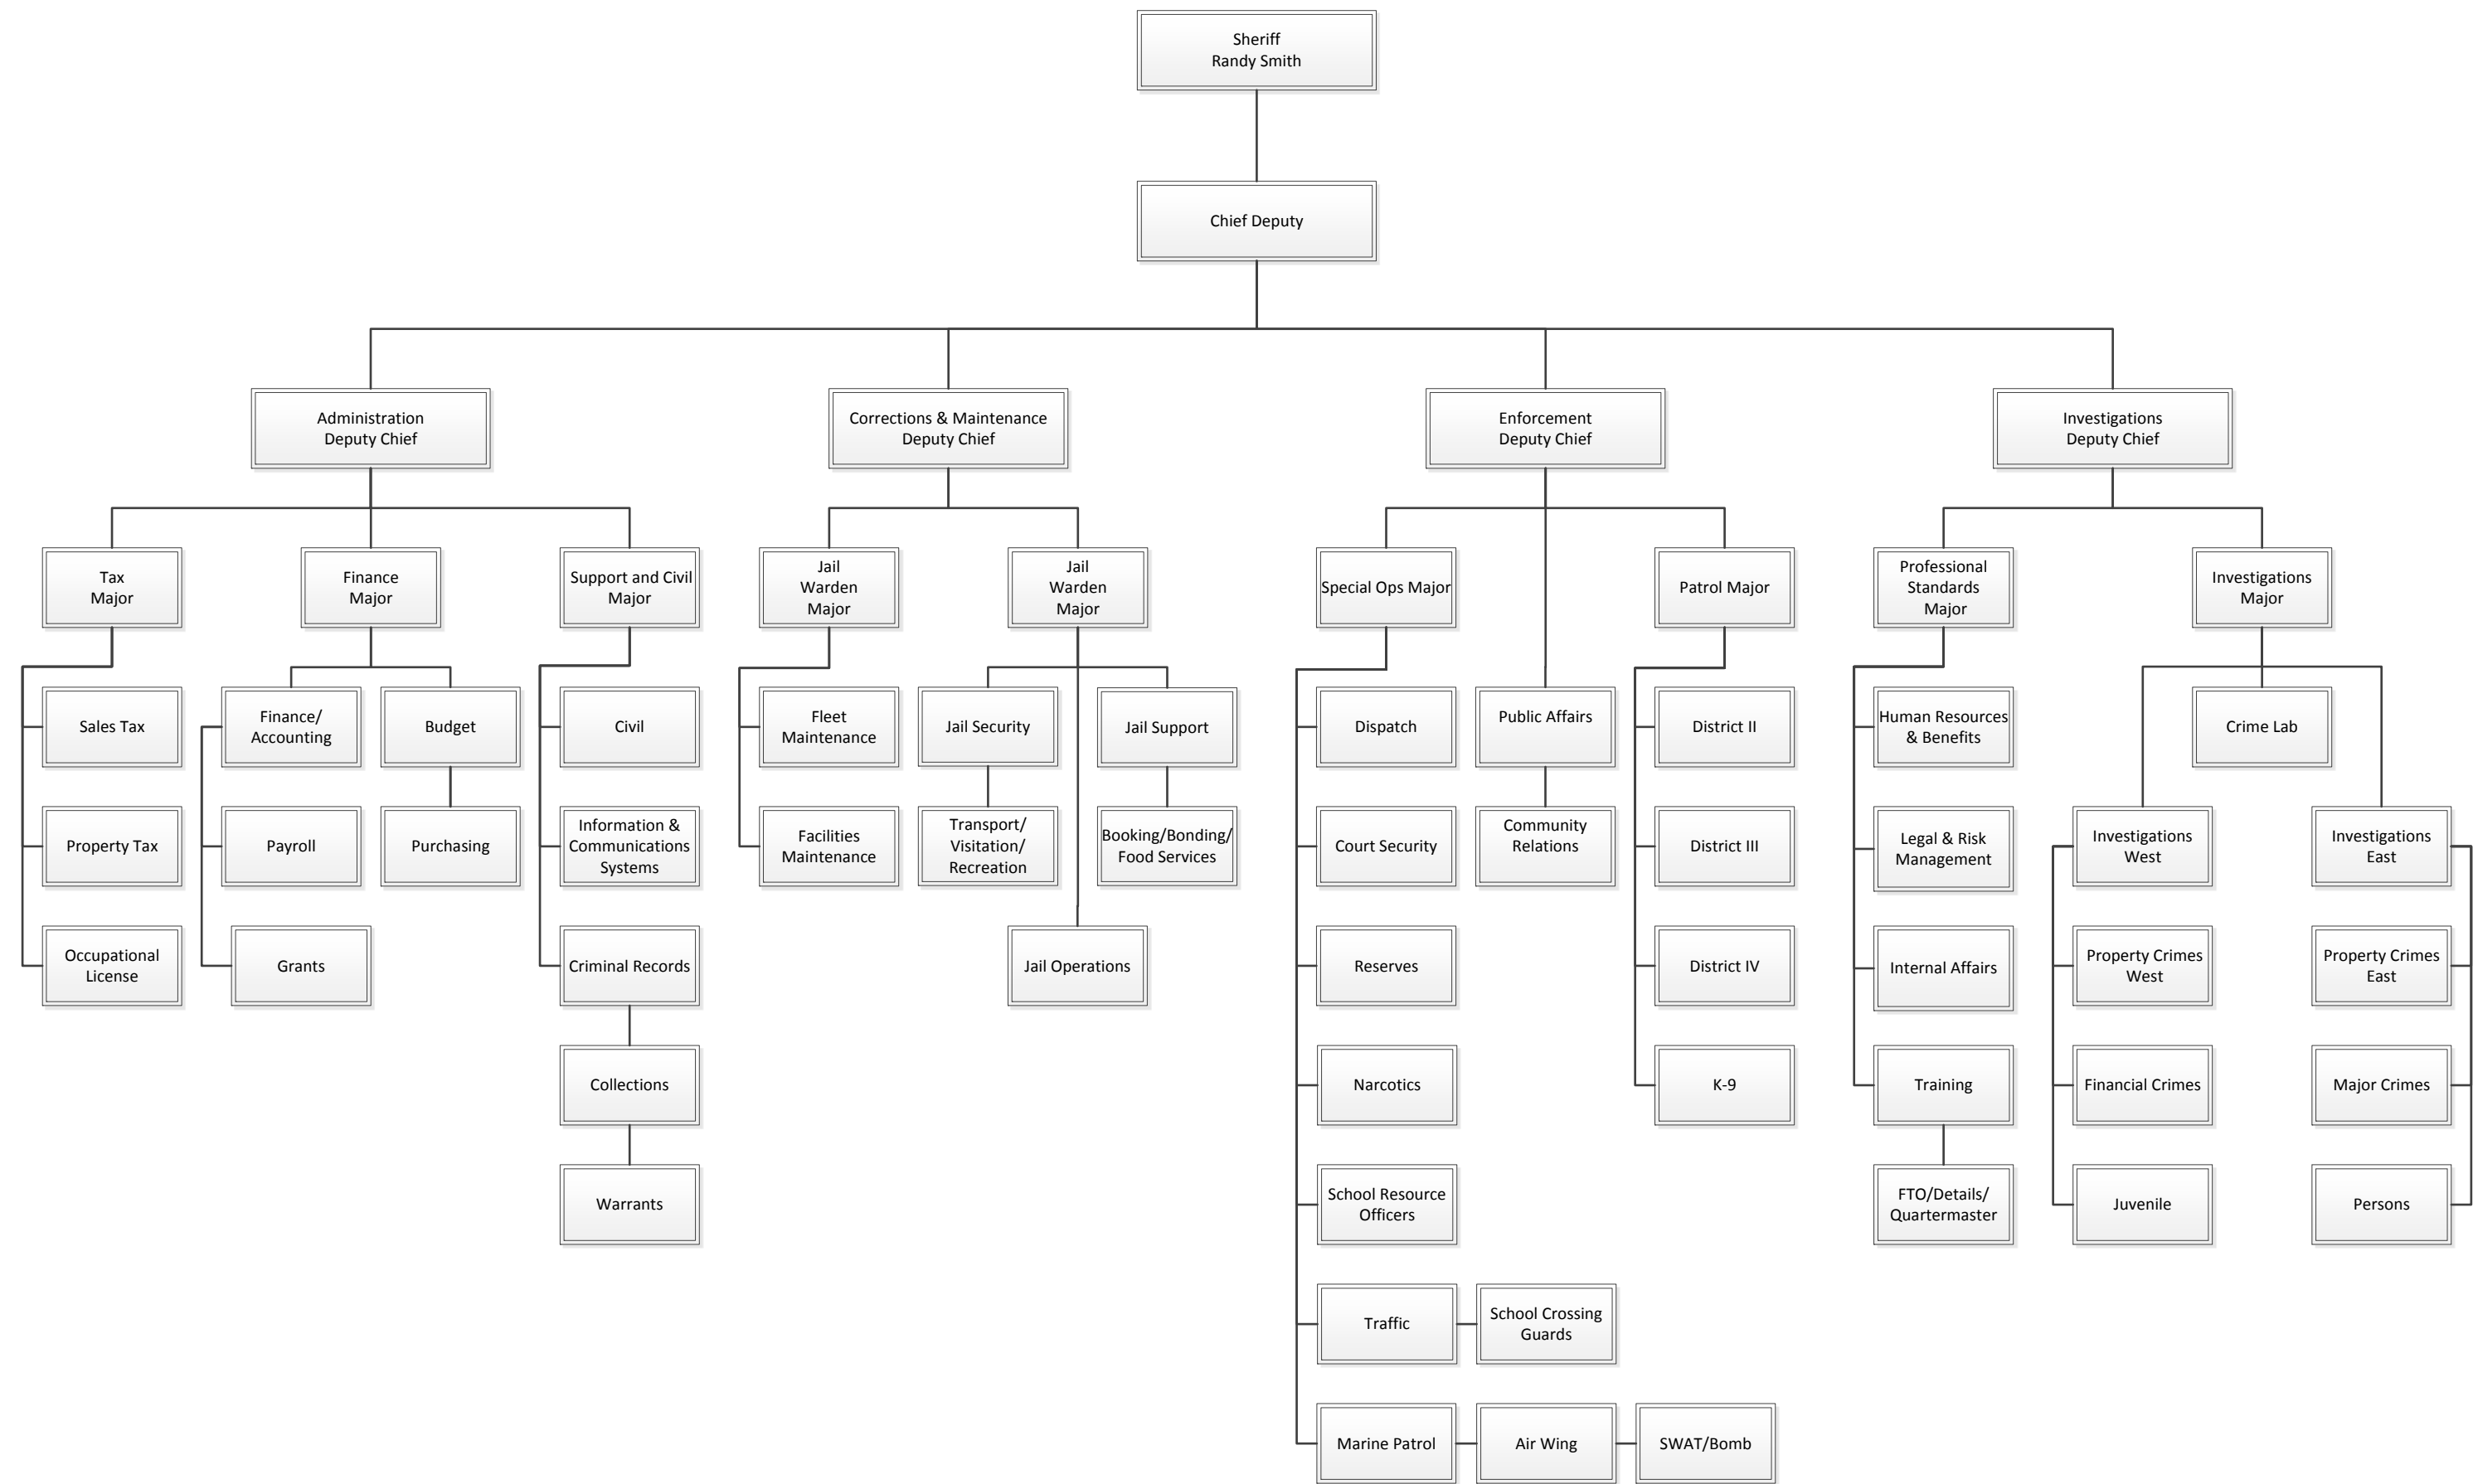 Sheriff
Randy Smith
Chief Deputy
Administration
Deputy Chief
Corrections & Maintenance
Deputy Chief
Enforcement
Deputy Chief
Investigations
Deputy Chief
Tax
Major
Finance
Major
Support and Civil
Major
Jail
Warden
Major
Jail
Warden
Major
Special Ops Major
Patrol Major
Professional
Standards
Major
Investigations
Major
Sales Tax
Finance/
Accounting
Budget
Civil
Fleet
Maintenance
Jail Security
Jail Support
Dispatch
Public Affairs
District II
Human Resources
& Benefits
Crime Lab
Property Tax
Payroll
Purchasing
Information &
Communications
Systems
Facilities
Maintenance
Transport/
Visitation/
Recreation
Booking/Bonding/
Food Services
Court Security
Community
Relations
District III
Legal & Risk
Management
Investigations
West
Investigations
East
Occupational
License
Grants
Criminal Records
Jail Operations
Reserves
District IV
Internal Affairs
Property Crimes
West
Property Crimes
East
Collections
Narcotics
K-9
Training
Financial Crimes
Major Crimes
Warrants
School Resource
Officers
FTO/Details/
Quartermaster
Juvenile
Persons
Traffic
School Crossing
Guards
Marine Patrol
Air Wing
SWAT/Bomb